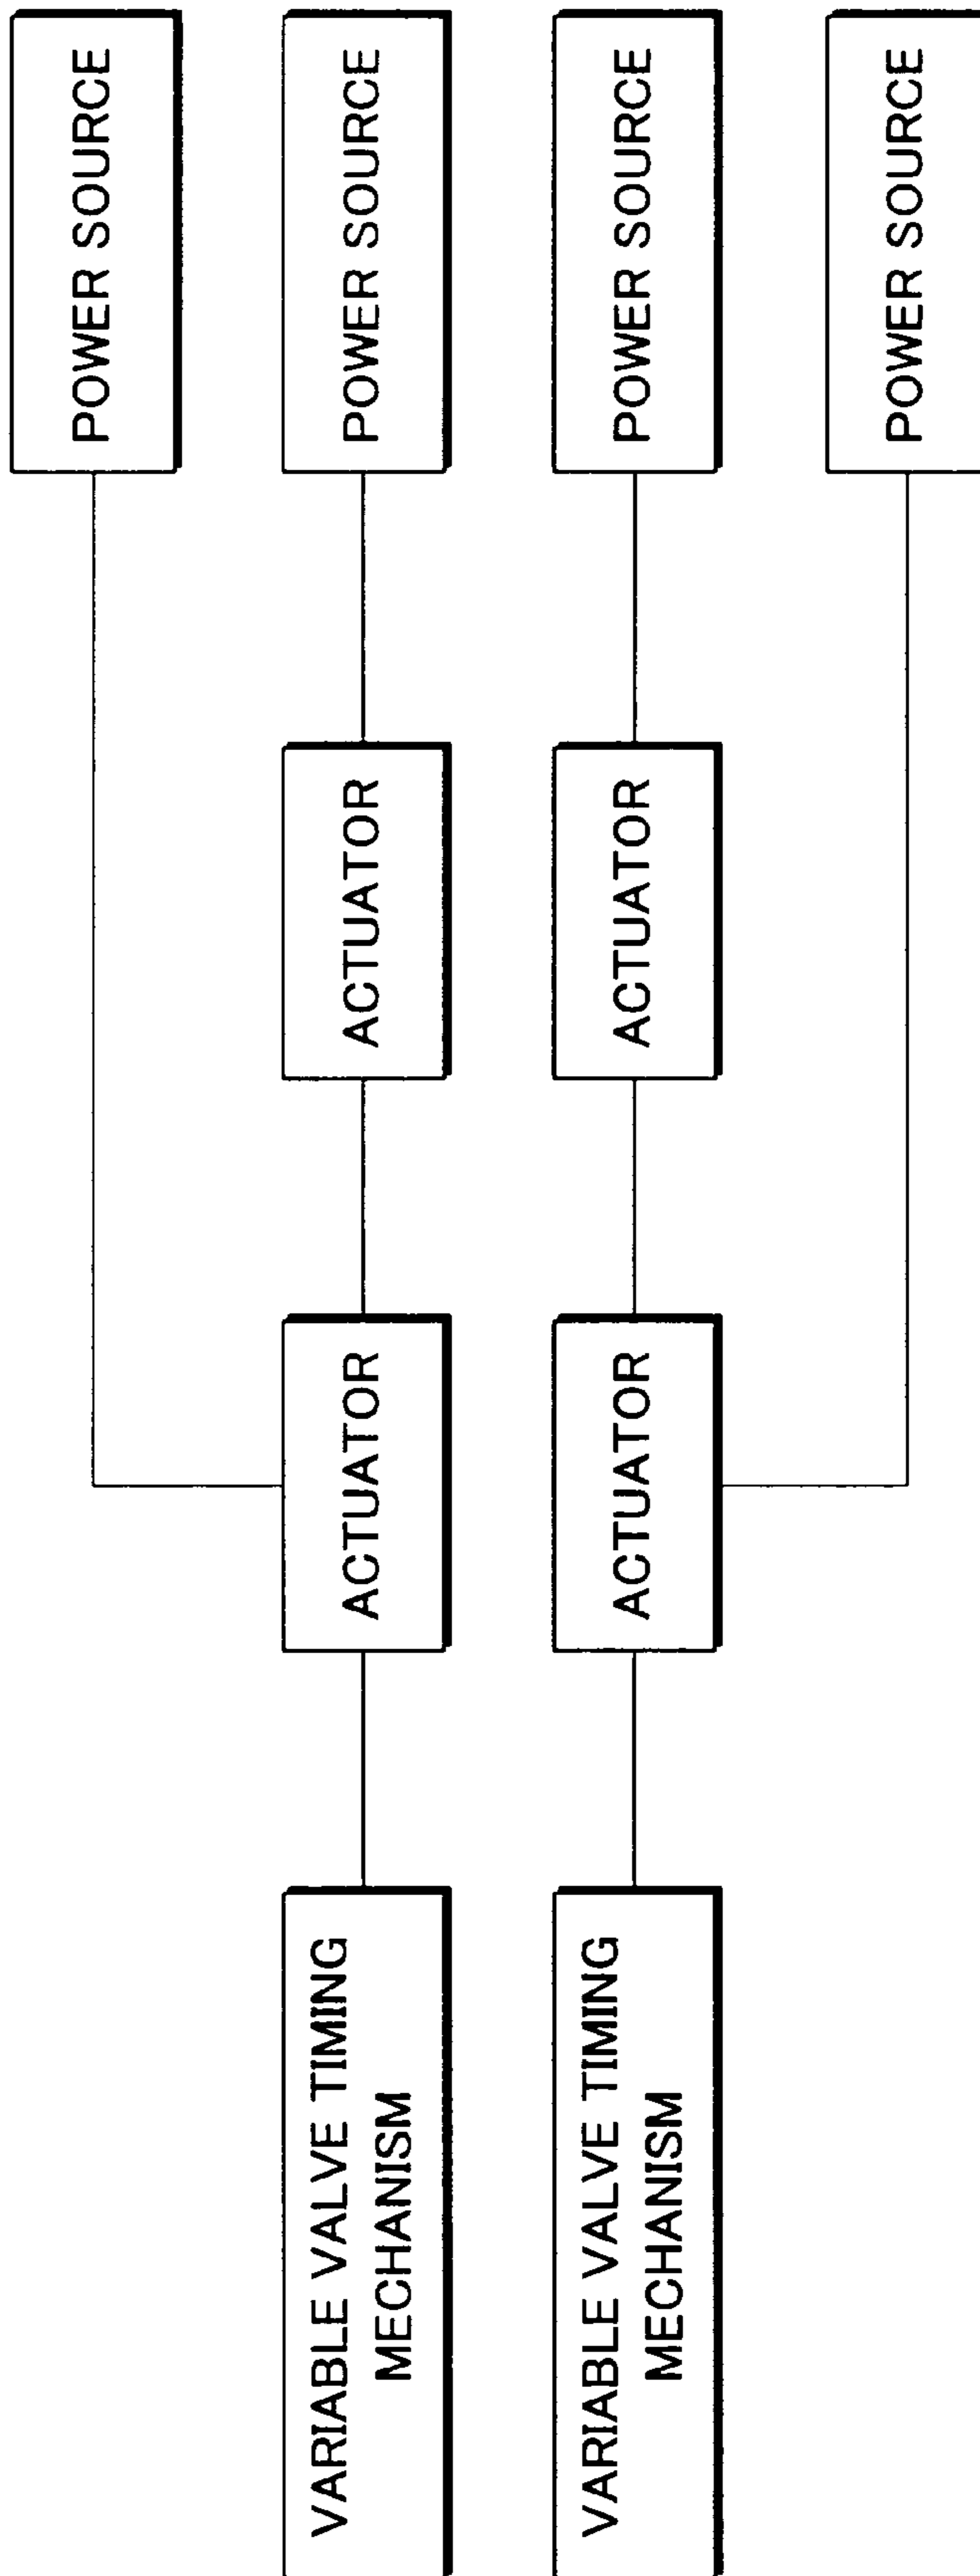 POWER SOURCE
VARIABLE VALVE TIMING
MECHANISM
ACTUATOR
ACTUATOR
POWER SOURCE
VARIABLE VALVE TIMING
MECHANISM
ACTUATOR
ACTUATOR
POWER SOURCE
POWER SOURCE